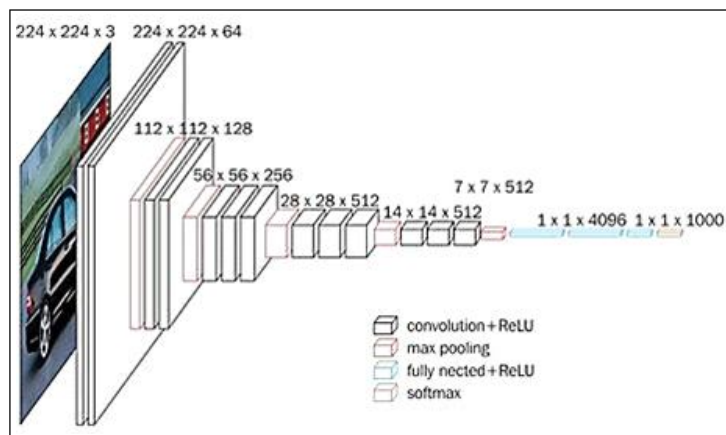 224 x 224 x 3
224 x 224 x 64
112 x 112 x 128
56 x 56 x 256
28 x 28 x 512
14 x 14 x 512
7 x 7 x 512
1 x 1 x 4096
1 x 1 x 1000
convolution+ReLU
max pooling
fully nected+ReLU
softmax